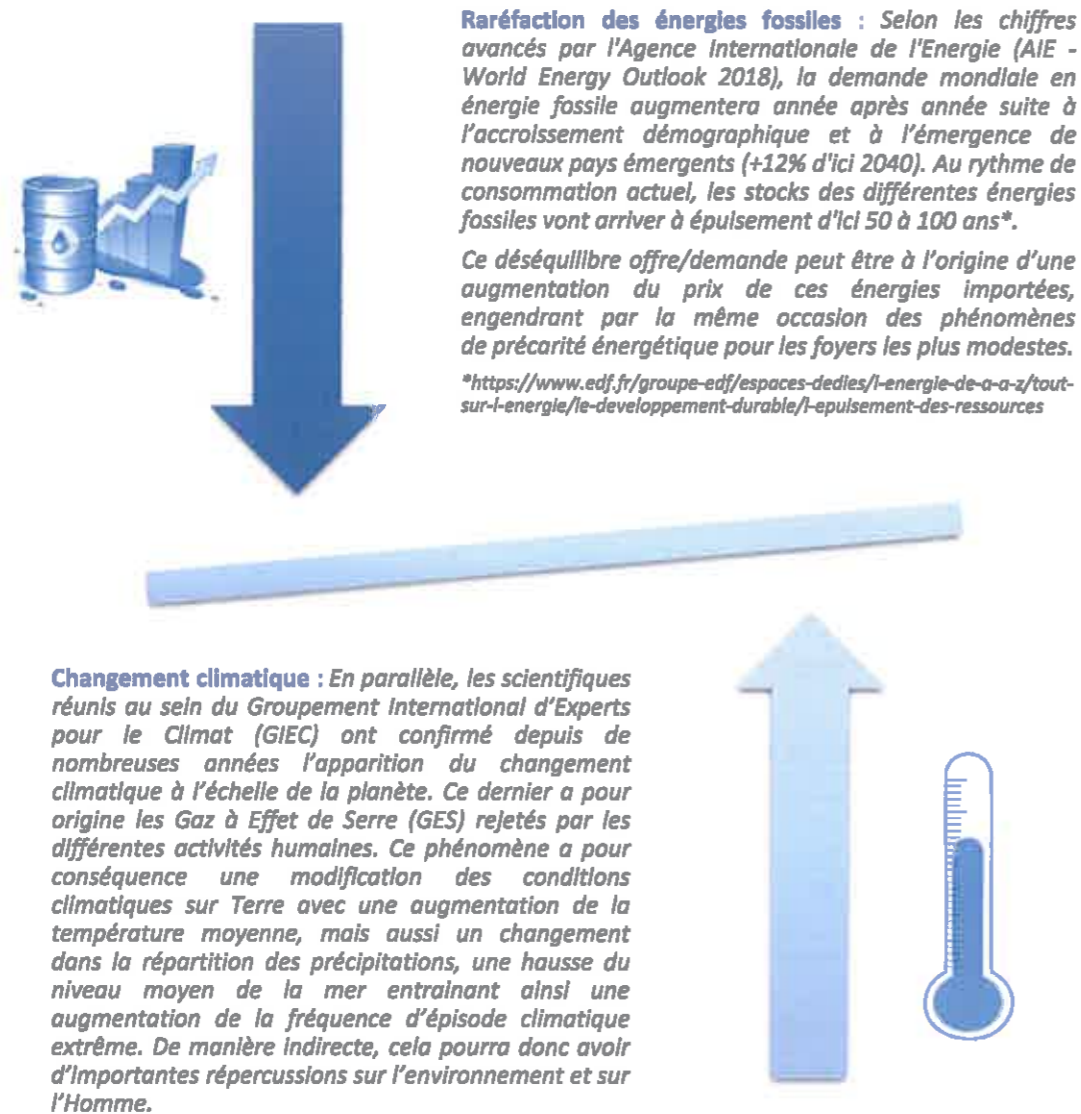 Raréfaction des énergies fossiles : Selon les chiffres
avancés par l'Agence Internationale de l'Energie (AIE -
World Energy Outlook 2018), la demande mondiale en
énergie fossile augmentera année après année suite à
l'accroissement démographique et à l'émergence de
nouveaux pays émergents (+12% d'ici 2040). Au rythme de
consommation actuel, les stocks des différentes énergies
fossiles vont arriver à épuisement d'ici 50 à 100 ans*.
Ce déséquilibre offre/demande peut être à l'origine d'une
augmentation du prix de ces énergies importées,
engendrant par la même occasion des phénomènes
de précarité énergétique pour les foyers les plus modestes.
*https://www.edf.fr/groupe-edf/espaces-dedies/l-energie-de-a-a-z/tout-
sur-l-energie/le-developpement-durable/l-epuisement-des-ressources
Changement climatique : En parallèle, les scientifiques
réunis au sein du Groupement International d'Experts
pour le Climat (GIEC) ont confirmé depuis de
nombreuses années l'apparition du changement
climatique à l'échelle de la planète. Ce dernier a pour
origine les Gaz à Effet de Serre (GES) rejetés par les
différentes activités humaines. Ce phénomène a pour
conséquence une modification des conditions
climatiques sur Terre avec une augmentation de la
température moyenne, mais aussi un changement
dans la répartition des précipitations, une hausse du
niveau moyen de la mer entrainant ainsi une
augmentation de la fréquence d'épisode climatique
extrême. De manière indirecte, cela pourra donc avoir
d'importantes répercussions sur l'environnement et sur
l'Homme.